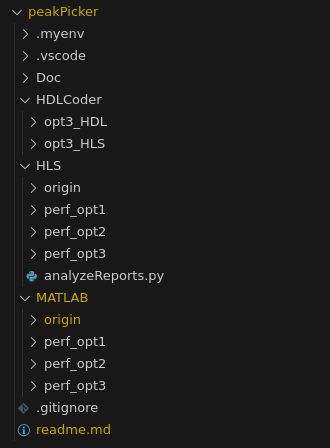 peakPicker
.myenv
.vscode
Doc
HDLCoder
opt3_HDL
opt3_HLS
HLS
origin
perf_opt1
perf_opt2
perf_opt3
analyzeReports.py
MATLAB
origin
perf_opt1
perf_opt2
perf_opt3
.gitignore
readme.md